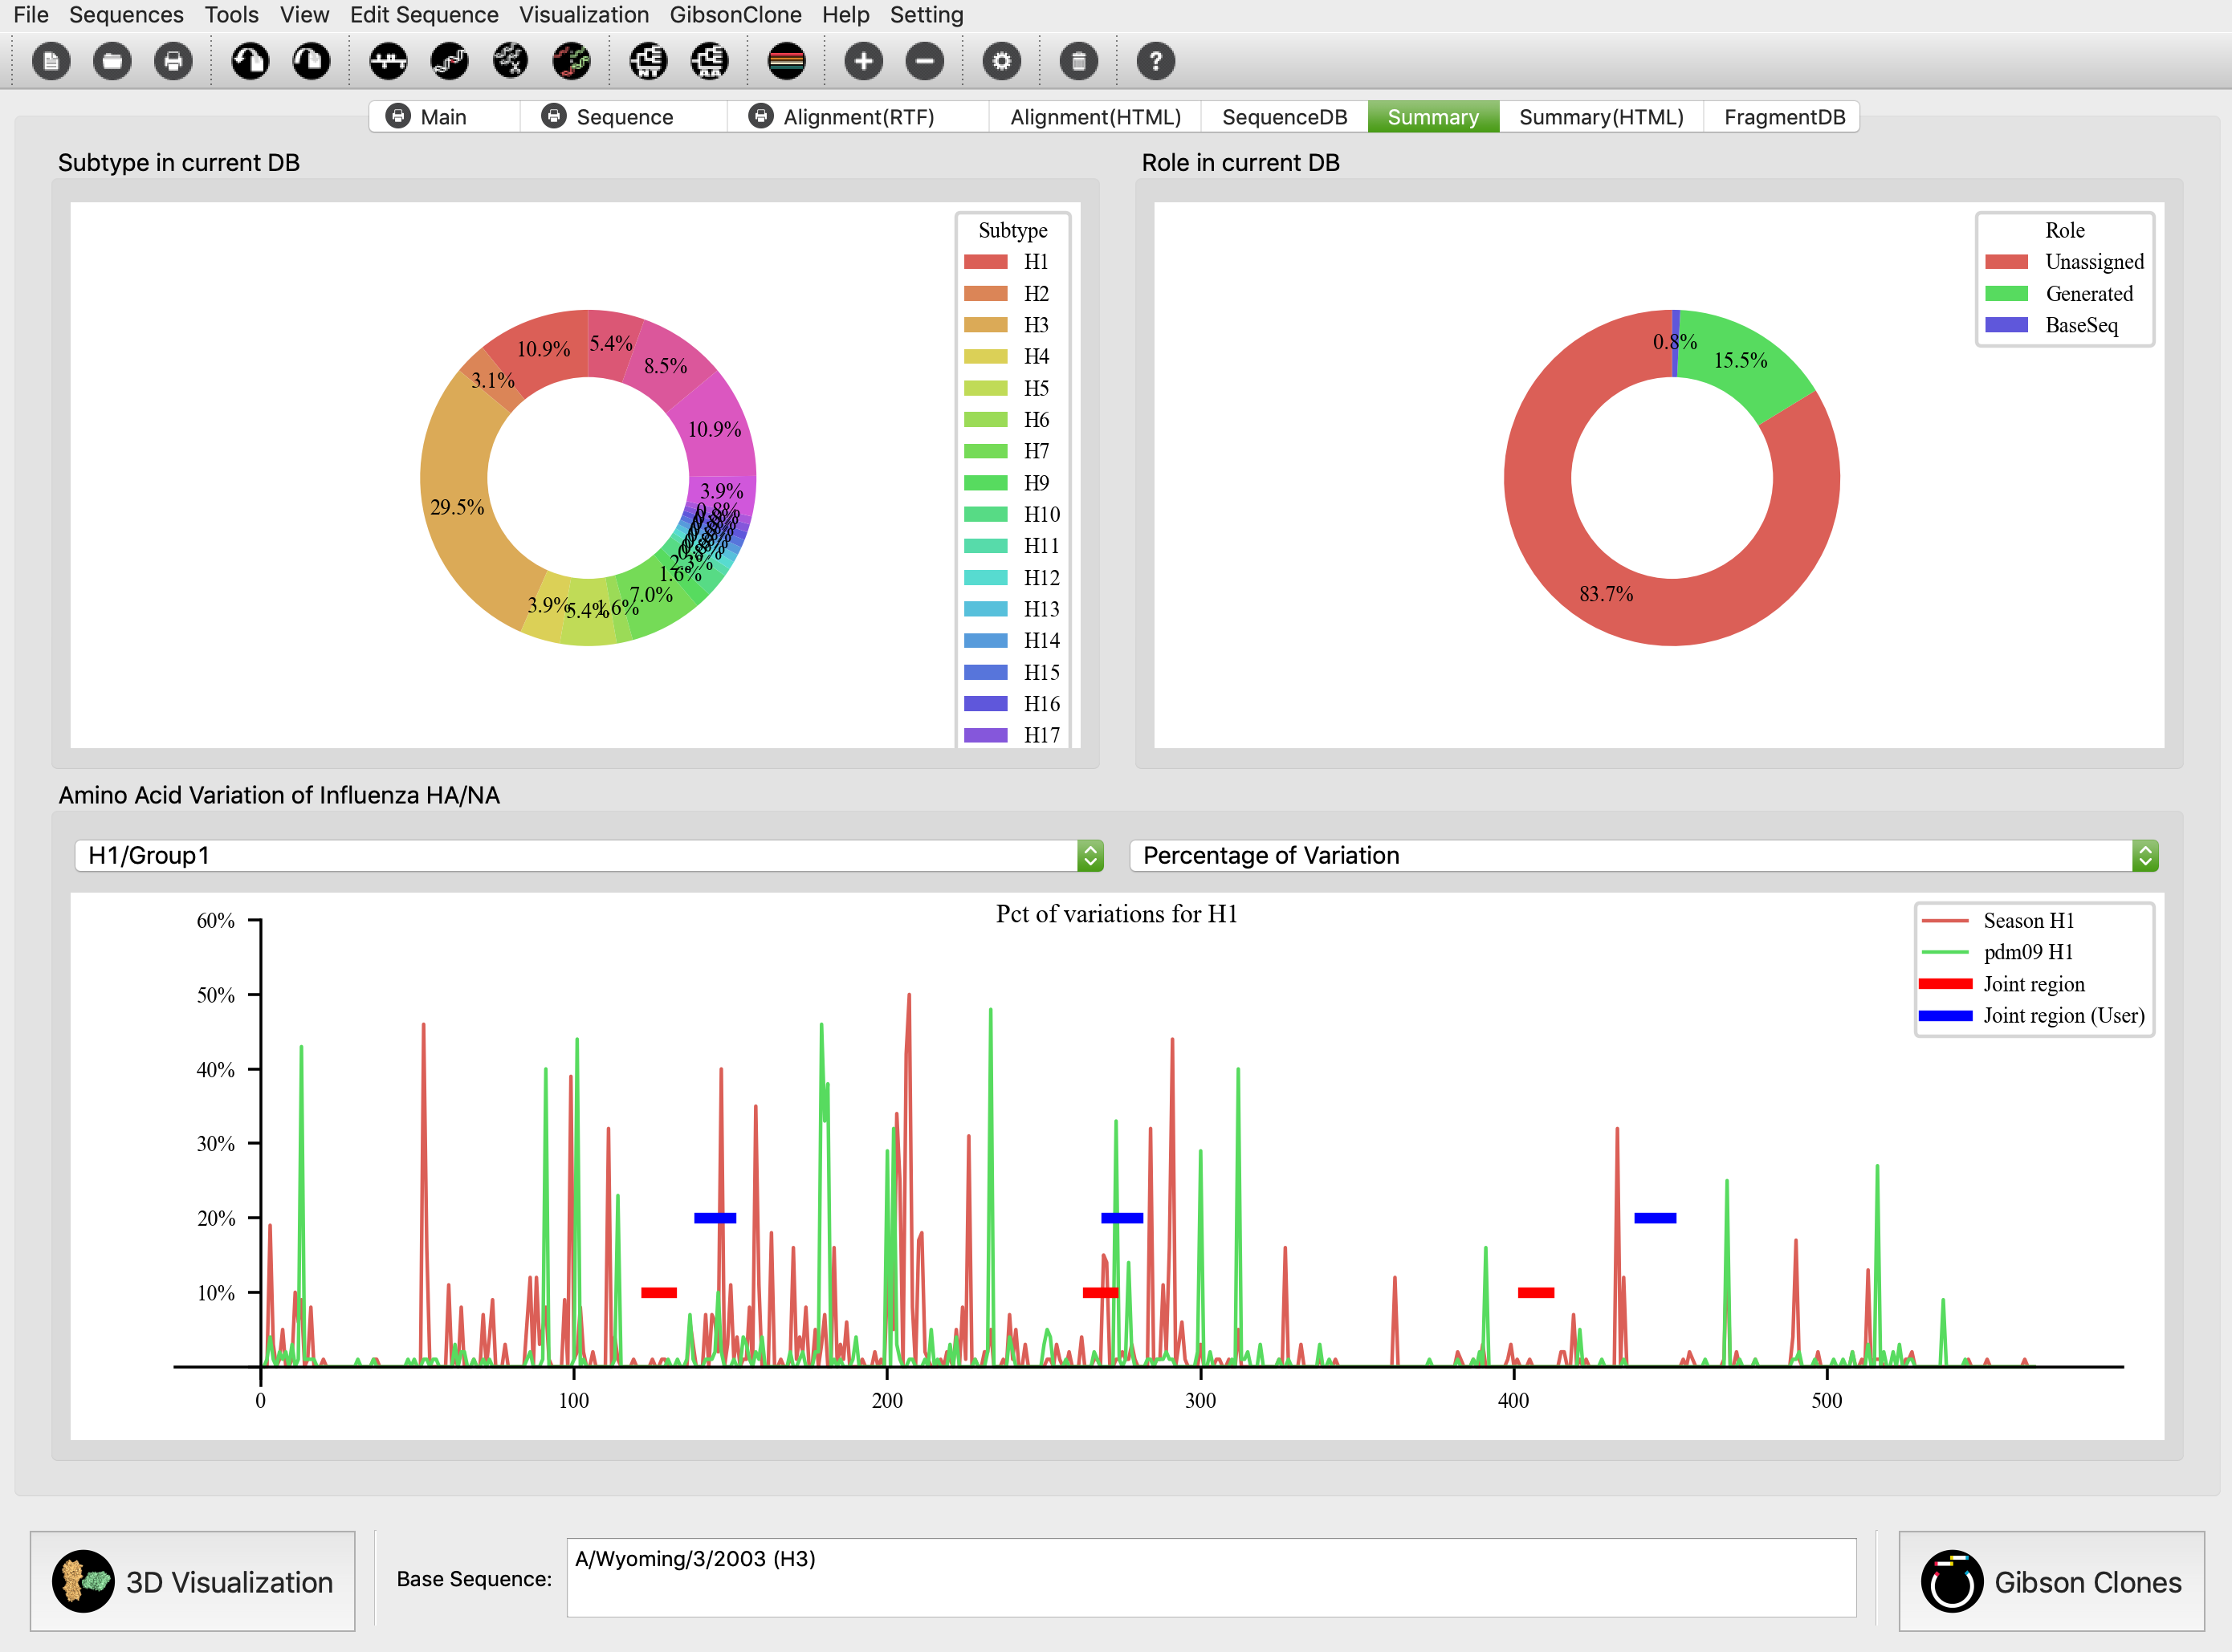 File Sequences Tools View Edit Sequence Visualization GibsonClone Help Setting
NT AA ?
Main Sequence Alignment(RTF) Alignment(HTML) SequenceDB Summary Summary(HTML) FragmentDB
Subtype in current DB
Subtype
H1
H2
H3
H4
H5
H6
H7
H9
H10
H11
H12
H13
H14
H15
H16
H17
10.9%
5.4%
8.5%
3.1%
10.9%
29.5%
3.9%
0.8%
2.3%
1.6%
7.0%
3.9%
5.4%
1.6%
Role in current DB
Role
Unassigned
Generated
BaseSeq
0.8%
15.5%
83.7%
Amino Acid Variation of Influenza HA/NA
H1/Group1
Percentage of Variation
Pct of variations for H1
Season H1
pdm09 H1
Joint region
Joint region (User)
60%
50%
40%
30%
20%
10%
0 100 200 300 400 500
3D Visualization
Base Sequence:
A/Wyoming/3/2003 (H3)
Gibson Clones